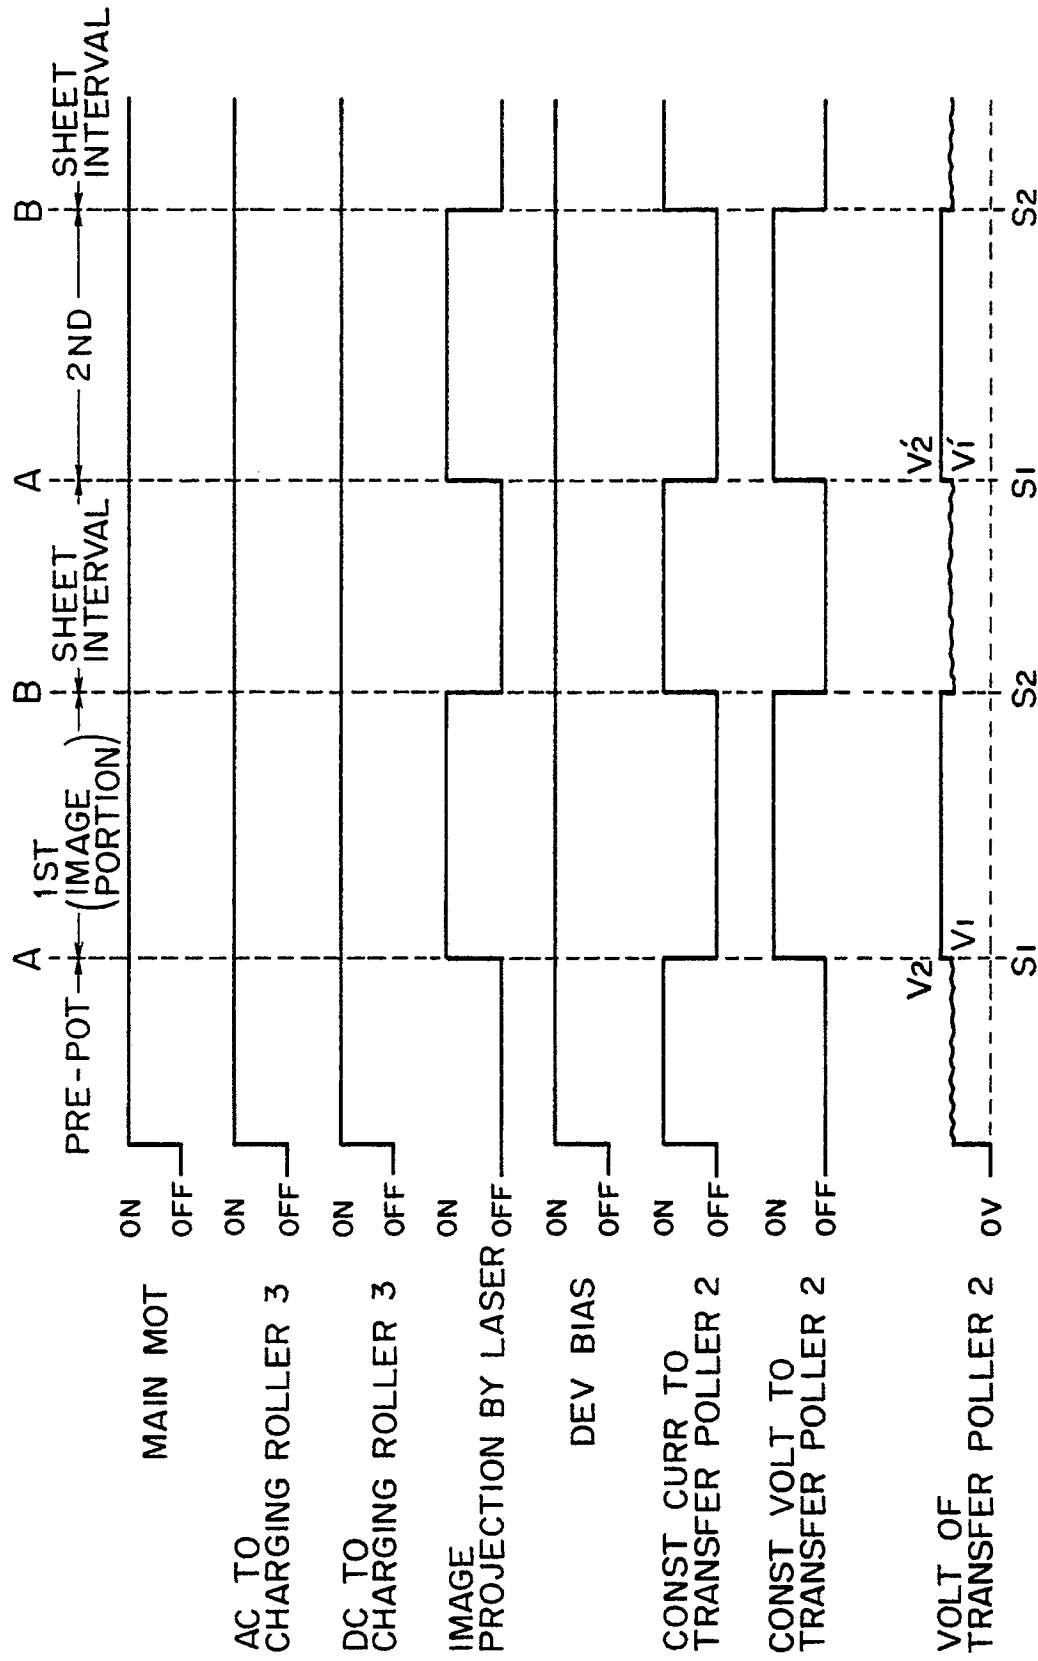 A
B
A
B
PRE-POT
1ST
(IMAGE
PORTION)
SHEET
INTERVAL
2ND
SHEET
INTERVAL
MAIN MOT
ON
OFF
AC TO
CHARGING ROLLER 3
ON
OFF
DC TO
CHARGING ROLLER 3
ON
OFF
IMAGE
PROJECTION BY LASER
ON
OFF
DEV BIAS
ON
OFF
CONST CURR TO
TRANSFER POLLER 2
ON
OFF
CONST VOLT TO
TRANSFER POLLER 2
ON
OFF
VOLT OF
TRANSFER POLLER 2
OV
V2
V1
V'2
V'1
S1
S2
S1
S2